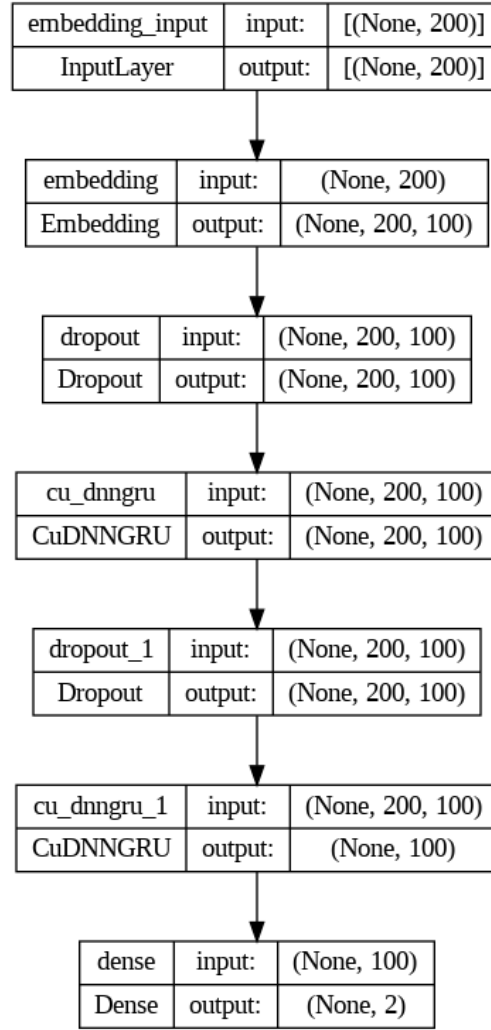 embedding_input input: [(None, 200)]
InputLayer output: [(None, 200)]
embedding input: (None, 200)
Embedding output: (None, 200, 100)
dropout input: (None, 200, 100)
Dropout output: (None, 200, 100)
cu_dnngru input: (None, 200, 100)
CuDNNGRU output: (None, 200, 100)
dropout_1 input: (None, 200, 100)
Dropout output: (None, 200, 100)
cu_dnngru_1 input: (None, 200, 100)
CuDNNGRU output: (None, 100)
dense input: (None, 100)
Dense output: (None, 2)